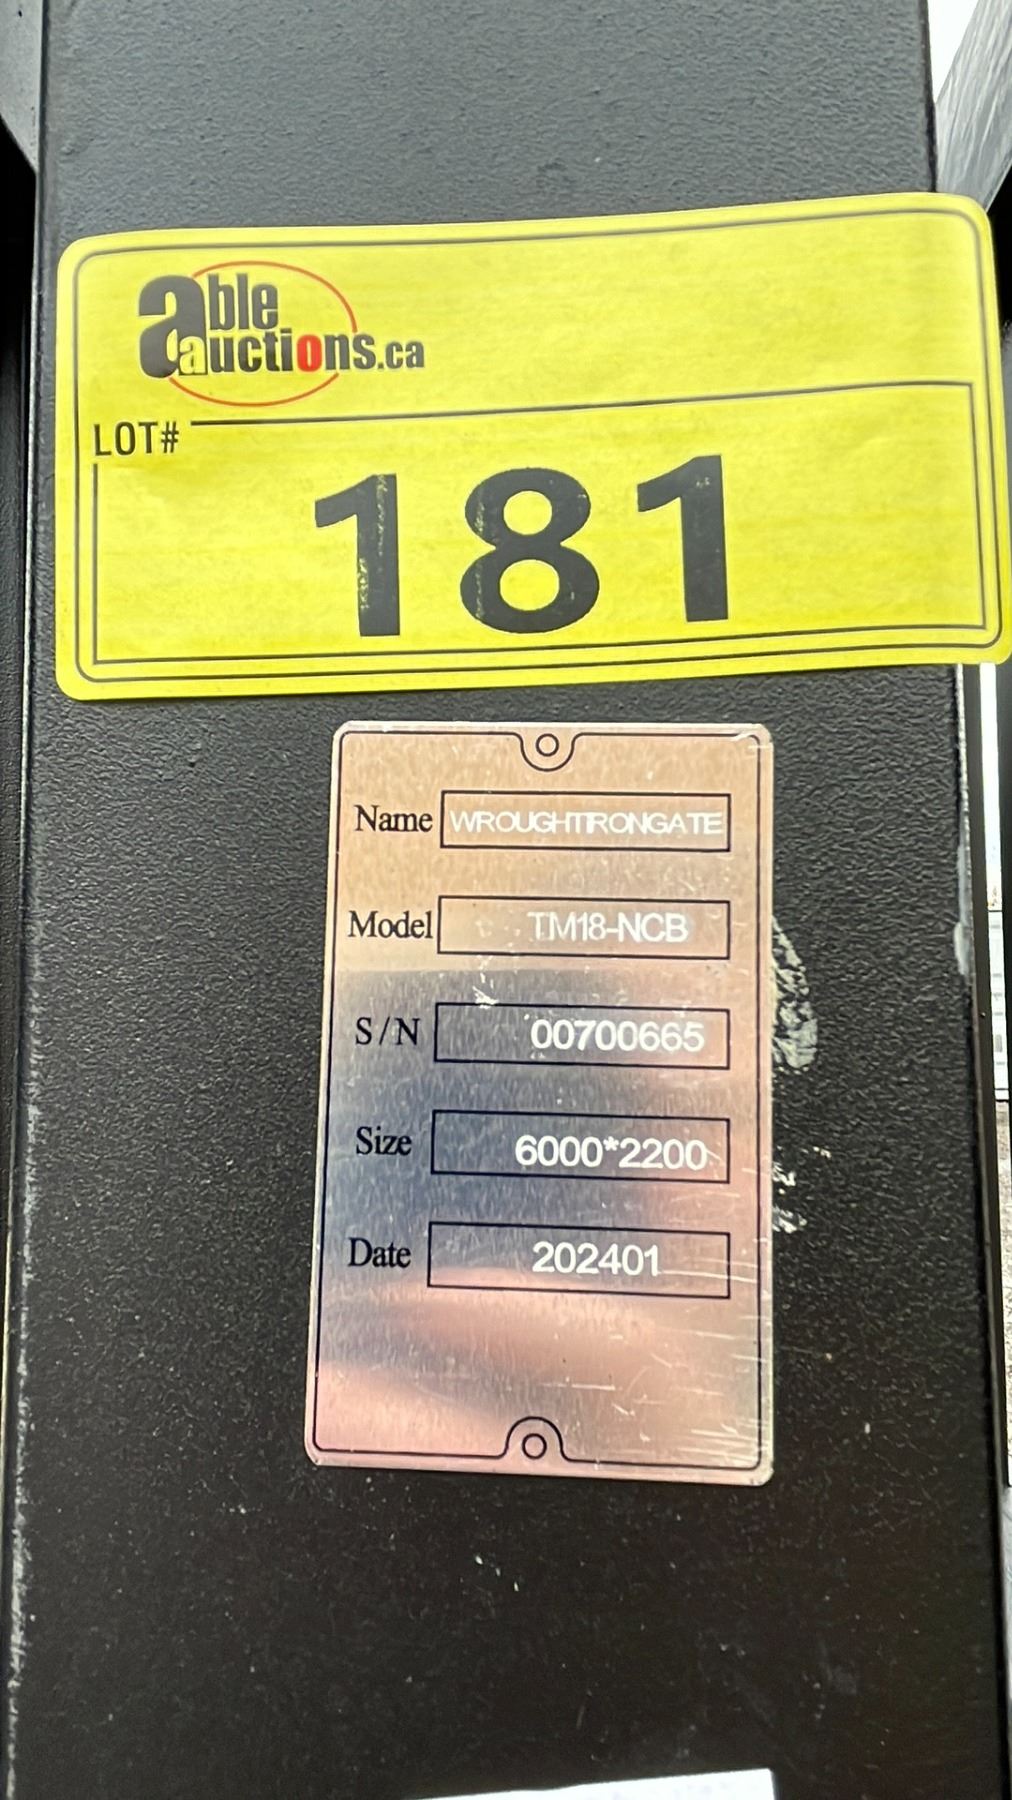 able
auctions.ca
LOT#
181
Name WROUGHTIRONGATE
Model TM18-NCB
S/N 00700665
Size 6000*2200
Date 202401